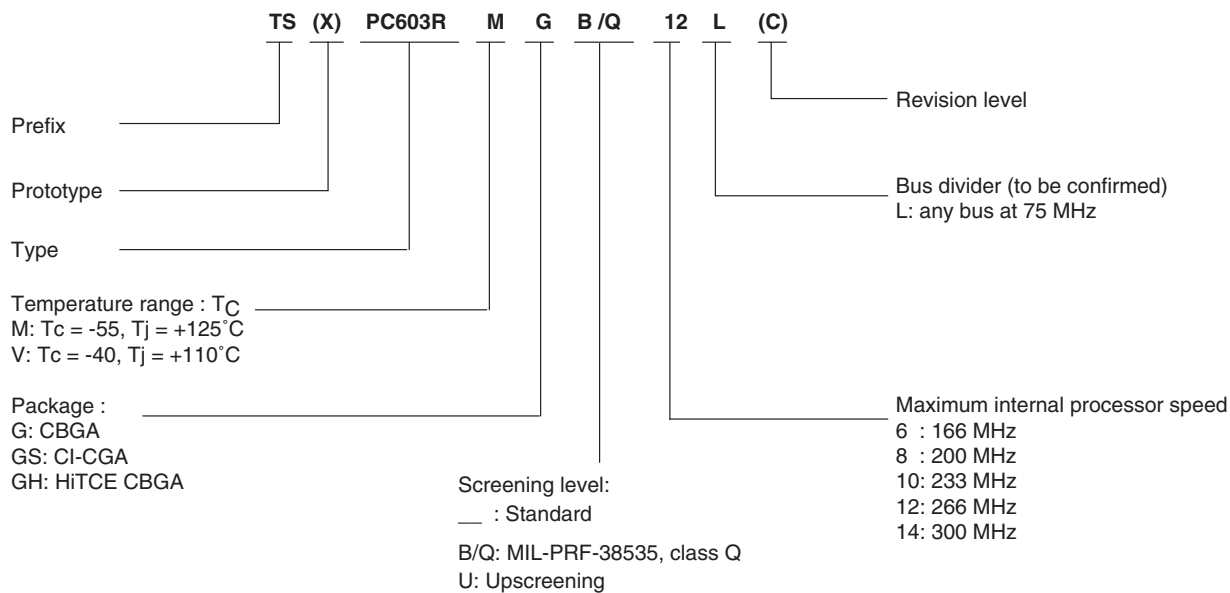 TS (X) PC603R M G B /Q 12 L (C)
Prefix
Prototype
Type
Temperature range : TC
M: Tc = -55, Tj = +125˚C
V: Tc = -40, Tj = +110˚C
Package :
G: CBGA
GS: CI-CGA
GH: HiTCE CBGA
Screening level:
__ : Standard
B/Q: MIL-PRF-38535, class Q
U: Upscreening
Revision level
Bus divider (to be confirmed)
L: any bus at 75 MHz
Maximum internal processor speed
6 : 166 MHz
8 : 200 MHz
10: 233 MHz
12: 266 MHz
14: 300 MHz